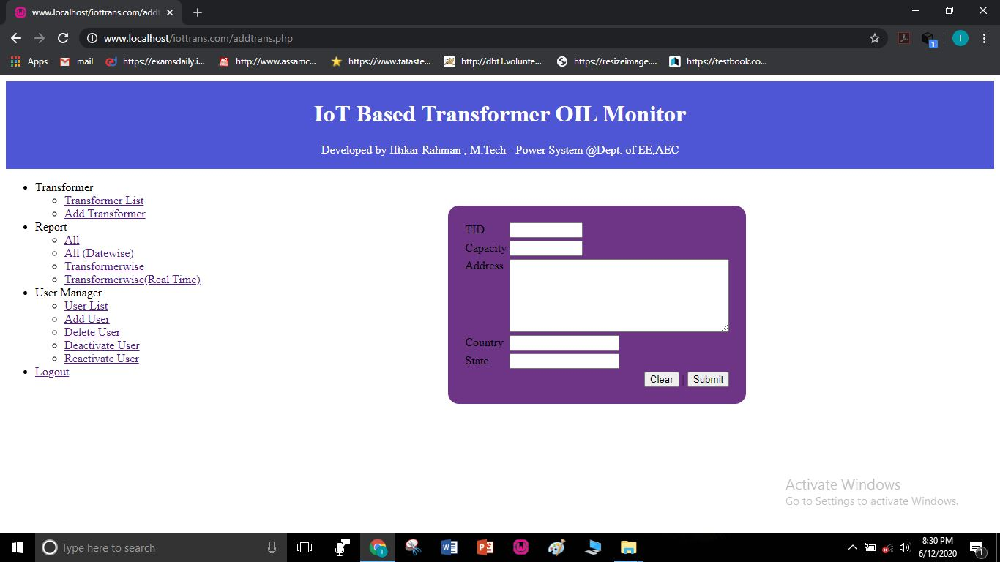 www.localhost/iottrans.com/addt
www.localhost/iottrans.com/addtrans.php
I
Apps
mail
https://examsdaily.i...
http://www.assamc...
https://www.tataste...
http://dbt1.volunte...
https://resizeimage....
https://testbook.co...
1
IoT Based Transformer OIL Monitor
Developed by Iftikar Rahman ; M.Tech - Power System @Dept. of EE,AEC
Transformer
Transformer List
Add Transformer
Report
All
All (Datewise)
Transformerwise
Transformerwise(Real Time)
User Manager
User List
Add User
Delete User
Deactivate User
Reactivate User
Logout
TID
Capacity
Address
Country
State
Clear | Submit
Activate Windows
Go to Settings to activate Windows.
Type here to search
8:30 PM
6/12/2020
1